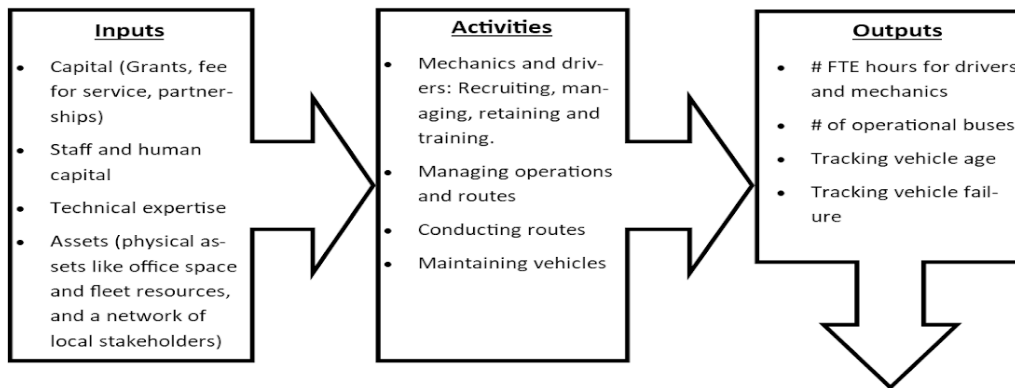 Inputs
• Capital (Grants, fee
for service, partner-
ships)
• Staff and human
capital
• Technical expertise
• Assets (physical as-
sets like office space
and fleet resources,
and a network of
local stakeholders)
Activities
• Mechanics and driv-
ers: Recruiting, man-
aging, retaining and
training.
• Managing operations
and routes
• Conducting routes
• Maintaining vehicles
Outputs
• # FTE hours for drivers
and mechanics
• # of operational buses
• Tracking vehicle age
• Tracking vehicle fail-
ure